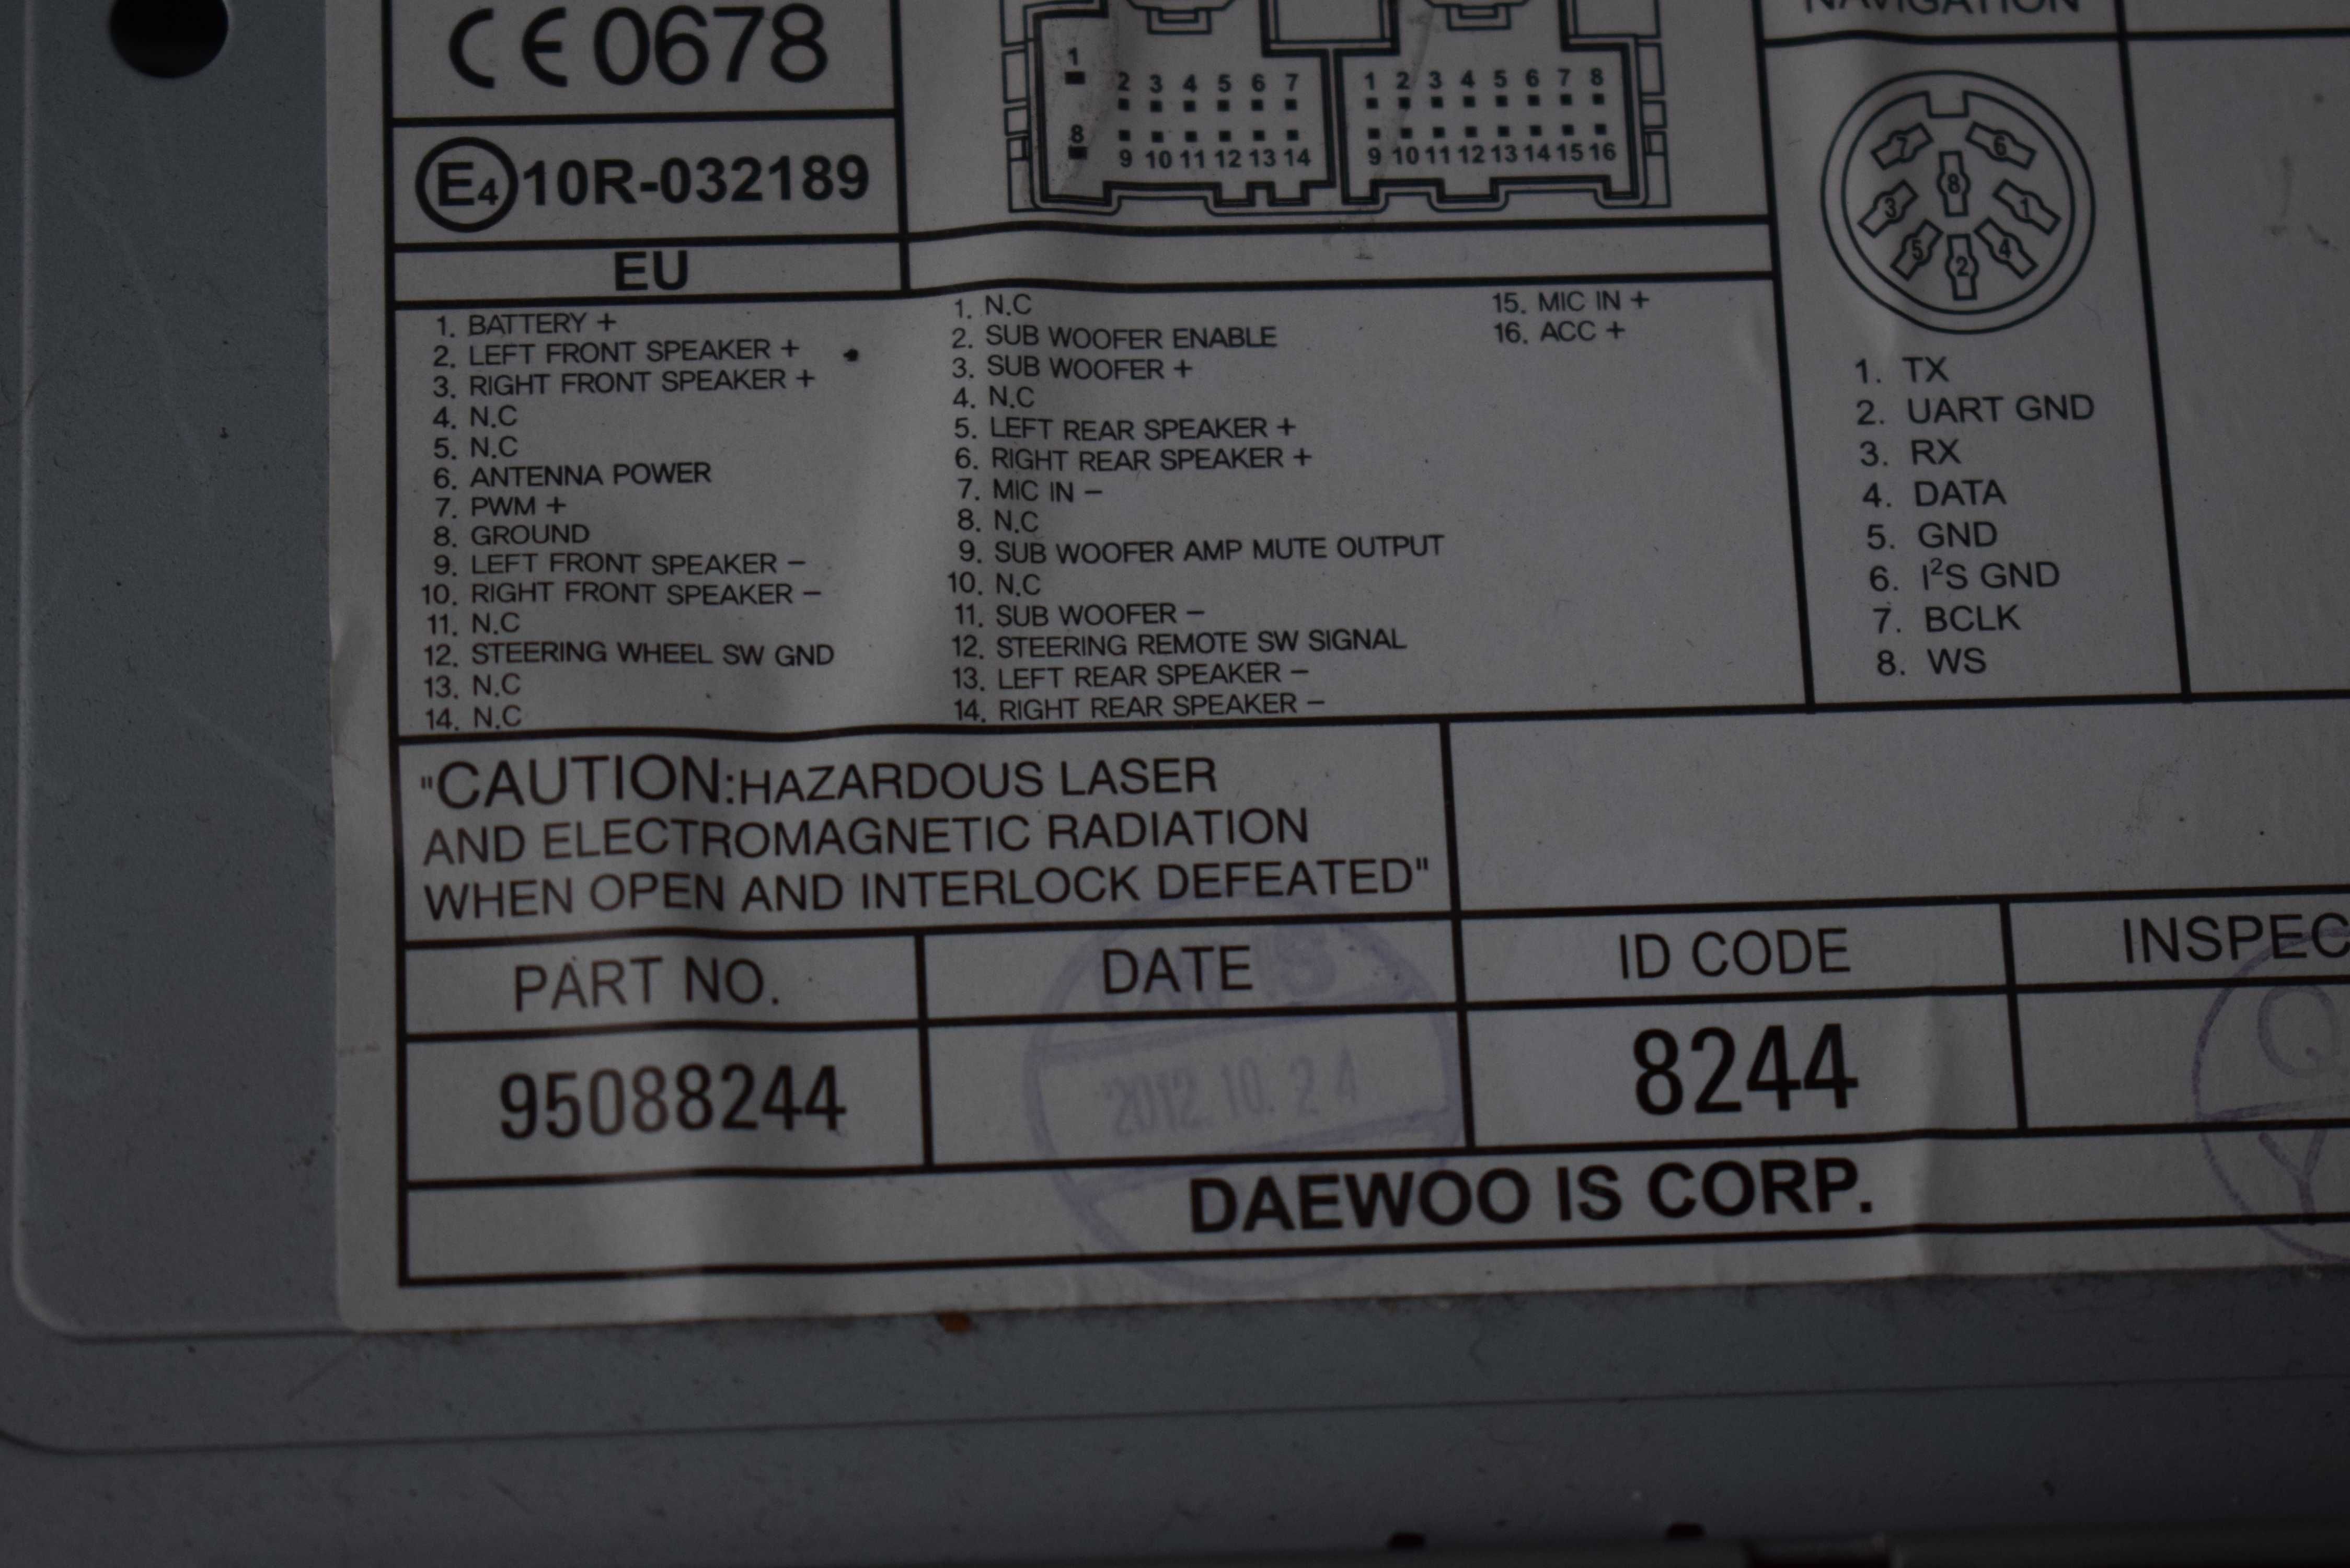 CE 0678
E4 10R-032189
EU
1
2 3 4 5 6 7
8
9 10 11 12 13 14
1 2 3 4 5 6 7 8
9 10 11 12 13 14 15 16
1. BATTERY +
2. LEFT FRONT SPEAKER +
3. RIGHT FRONT SPEAKER +
4. N.C
5. N.C
6. ANTENNA POWER
7. PWM +
8. GROUND
9. LEFT FRONT SPEAKER −
10. RIGHT FRONT SPEAKER −
11. N.C
12. STEERING WHEEL SW GND
13. N.C
14. N.C
1. N.C
2. SUB WOOFER ENABLE
3. SUB WOOFER +
4. N.C
5. LEFT REAR SPEAKER +
6. RIGHT REAR SPEAKER +
7. MIC IN −
8. N.C
9. SUB WOOFER AMP MUTE OUTPUT
10. N.C
11. SUB WOOFER −
12. STEERING REMOTE SW SIGNAL
13. LEFT REAR SPEAKER −
14. RIGHT REAR SPEAKER −
15. MIC IN +
16. ACC +
NAVIGATION
7 6
8
3 1
5 4
2
1. TX
2. UART GND
3. RX
4. DATA
5. GND
6. I²S GND
7. BCLK
8. WS
"CAUTION:HAZARDOUS LASER
AND ELECTROMAGNETIC RADIATION
WHEN OPEN AND INTERLOCK DEFEATED"
PART NO. DATE ID CODE INSPEC
95088244 2012.10.24 8244
DAEWOO IS CORP.